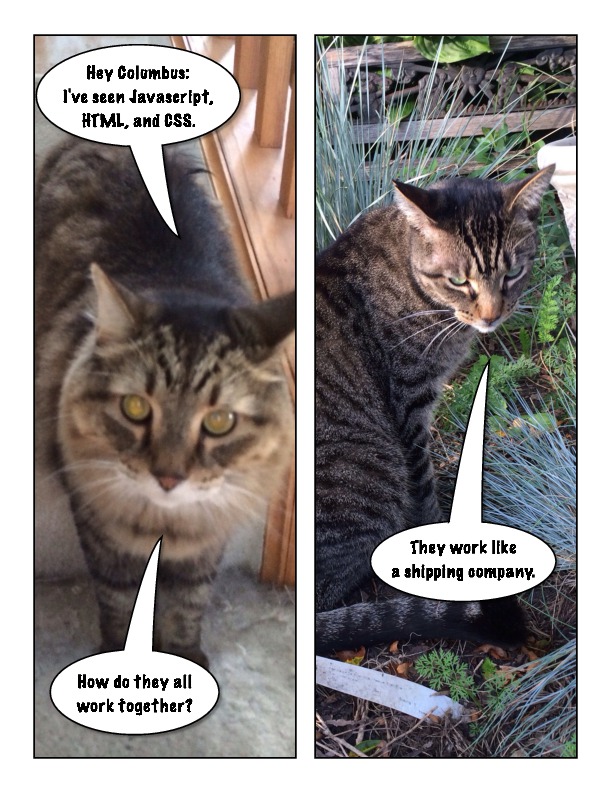 Hey Columbus:
I've seen Javascript,
HTML, and CSS.
How do they all
work together?
They work like
a shipping company.